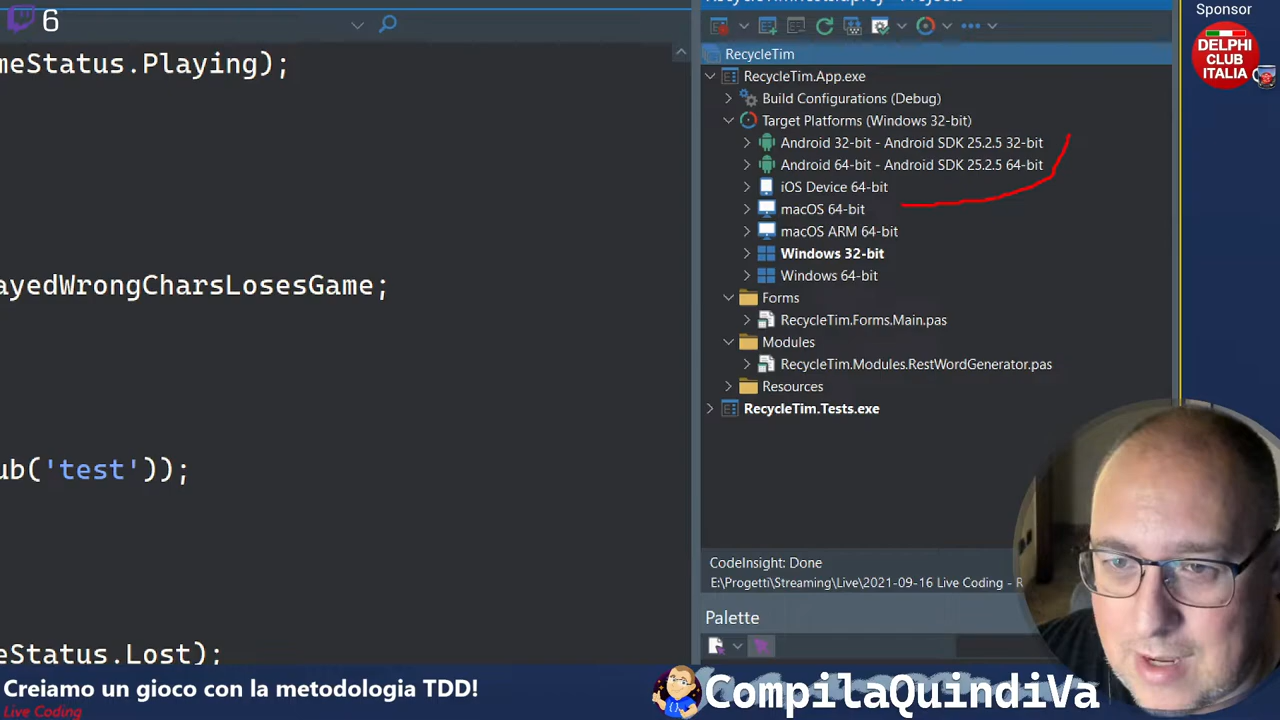 6
Sponsor
DELPHI
CLUB
ITALIA
meStatus.Playing);
ayedWrongCharsLosesGame;
ub('test'));
eStatus.Lost);
RecycleTim
RecycleTim.App.exe
Build Configurations (Debug)
Target Platforms (Windows 32-bit)
Android 32-bit - Android SDK 25.2.5 32-bit
Android 64-bit - Android SDK 25.2.5 64-bit
iOS Device 64-bit
macOS 64-bit
macOS ARM 64-bit
Windows 32-bit
Windows 64-bit
Forms
RecycleTim.Forms.Main.pas
Modules
RecycleTim.Modules.RestWordGenerator.pas
Resources
RecycleTim.Tests.exe
CodeInsight: Done
E:\Progetti\Streaming\Live\2021-09-16 Live Coding - R
Palette
Creiamo un gioco con la metodologia TDD!
Live Coding
CompilaQuindiVa